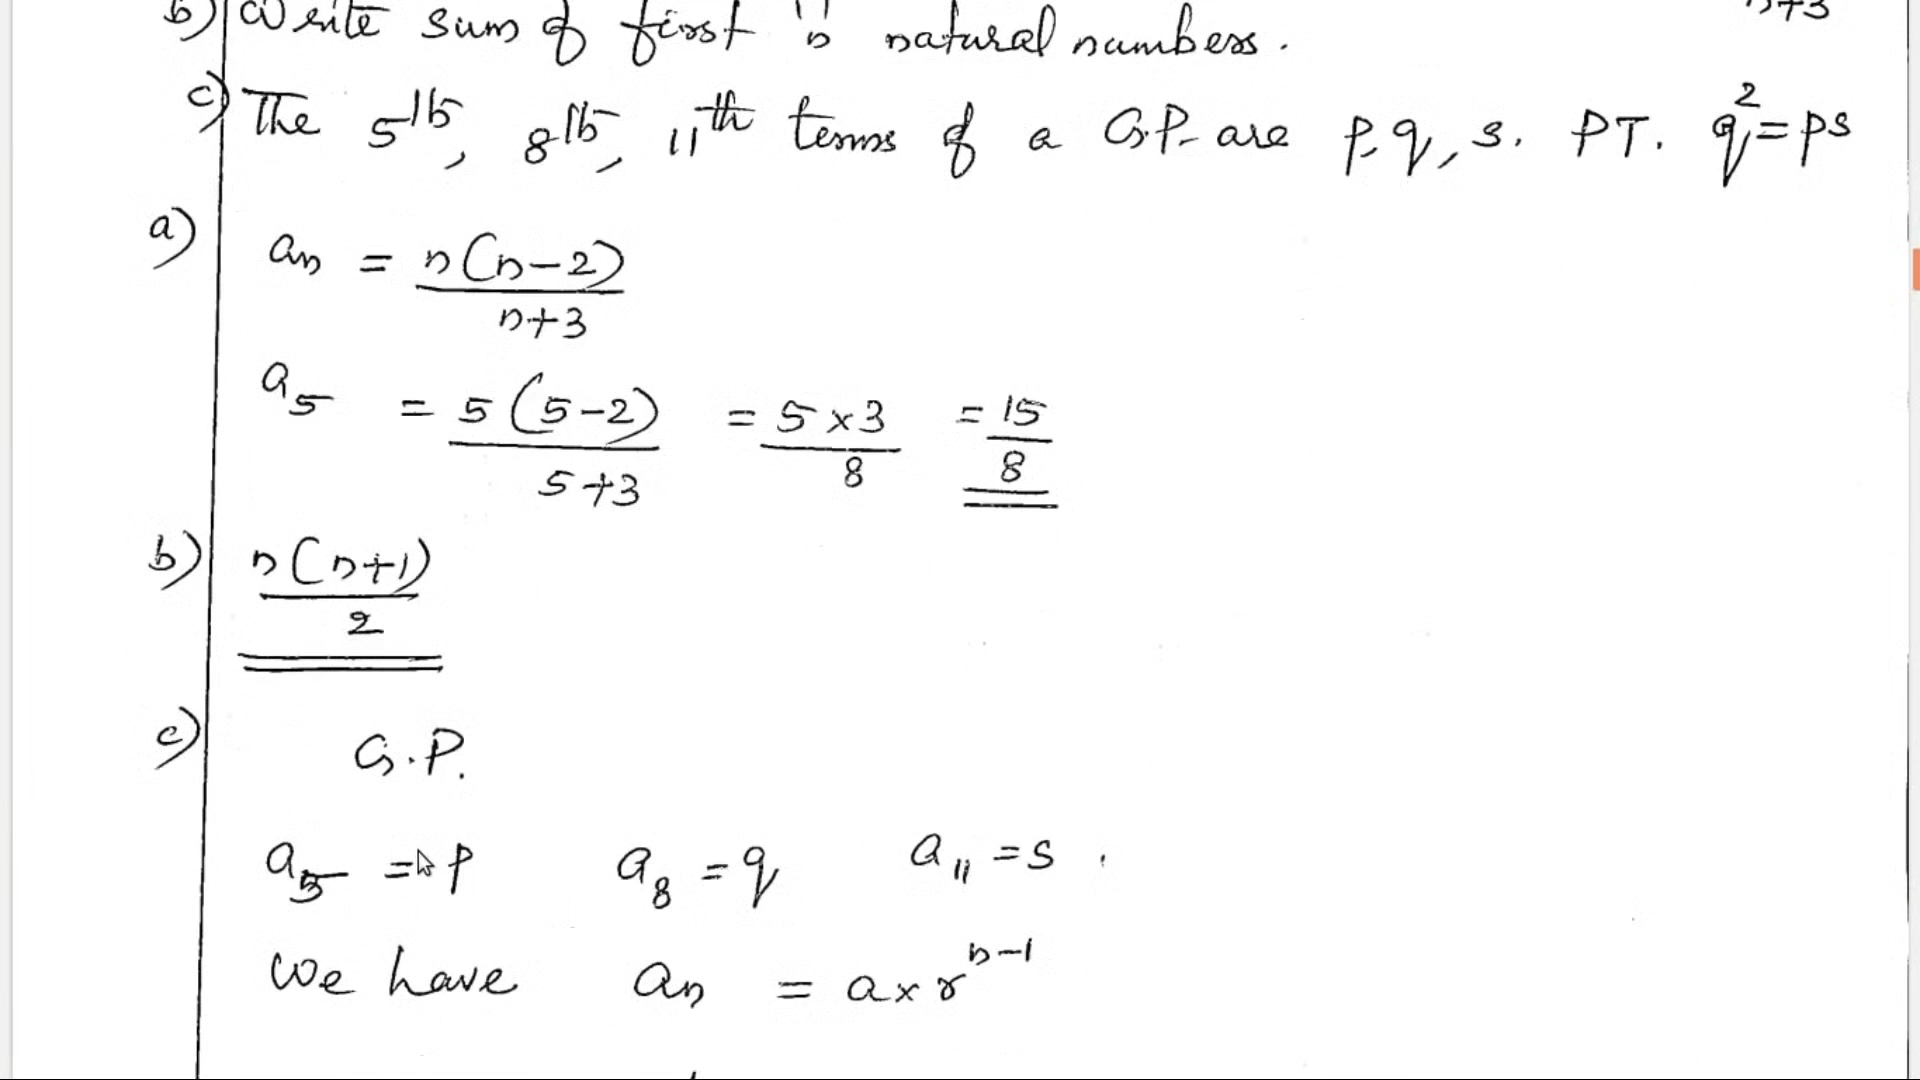 b) Write sum of first 'n' natural numbers.
n+3
c) The 5th, 8th, 11th terms of a G.P. are p, q, s. PT. q² = ps
a) an = n(n-2)/n+3
a5 = 5(5-2)/5+3 = 5×3/8 = 15/8
b) n(n+1)/2
c) G.P.
a5 = p a8 = q a11 = s.
We have an = a×r^n-1